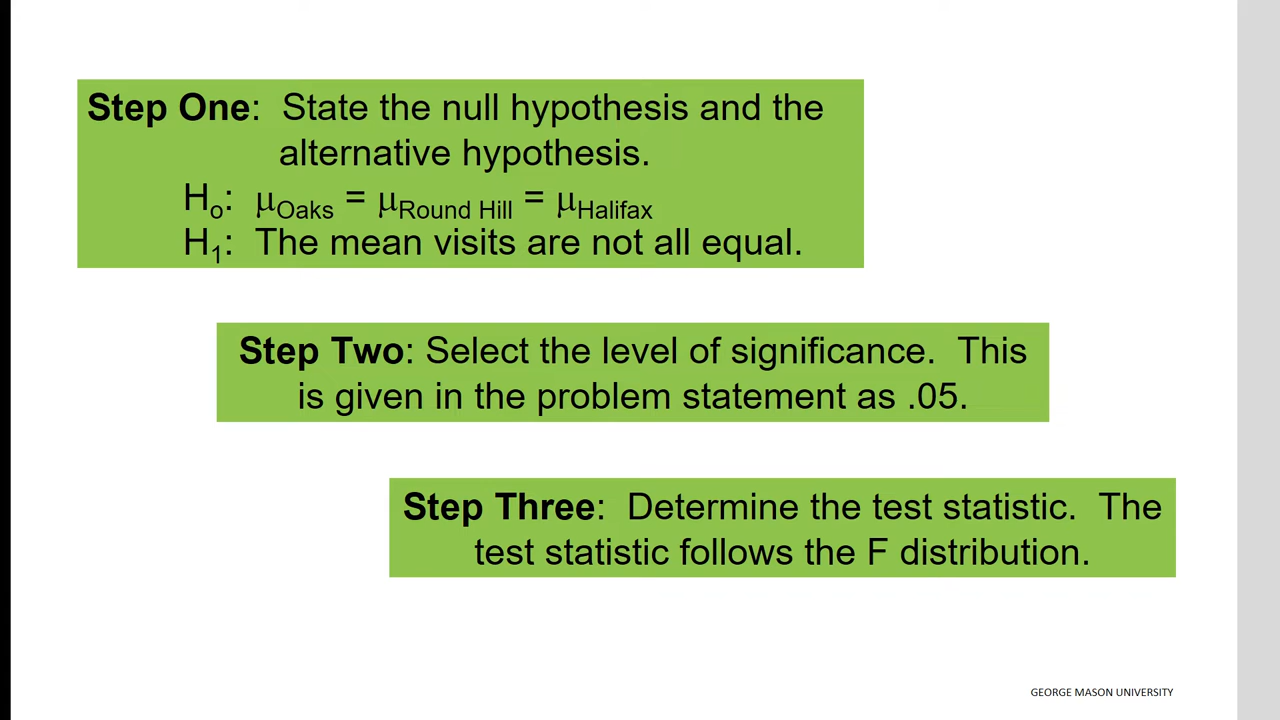 Step One: State the null hypothesis and the
alternative hypothesis.
Ho: μOaks = μRound Hill = μHalifax
H1: The mean visits are not all equal.
Step Two: Select the level of significance. This
is given in the problem statement as .05.
Step Three: Determine the test statistic. The
test statistic follows the F distribution.
GEORGE MASON UNIVERSITY